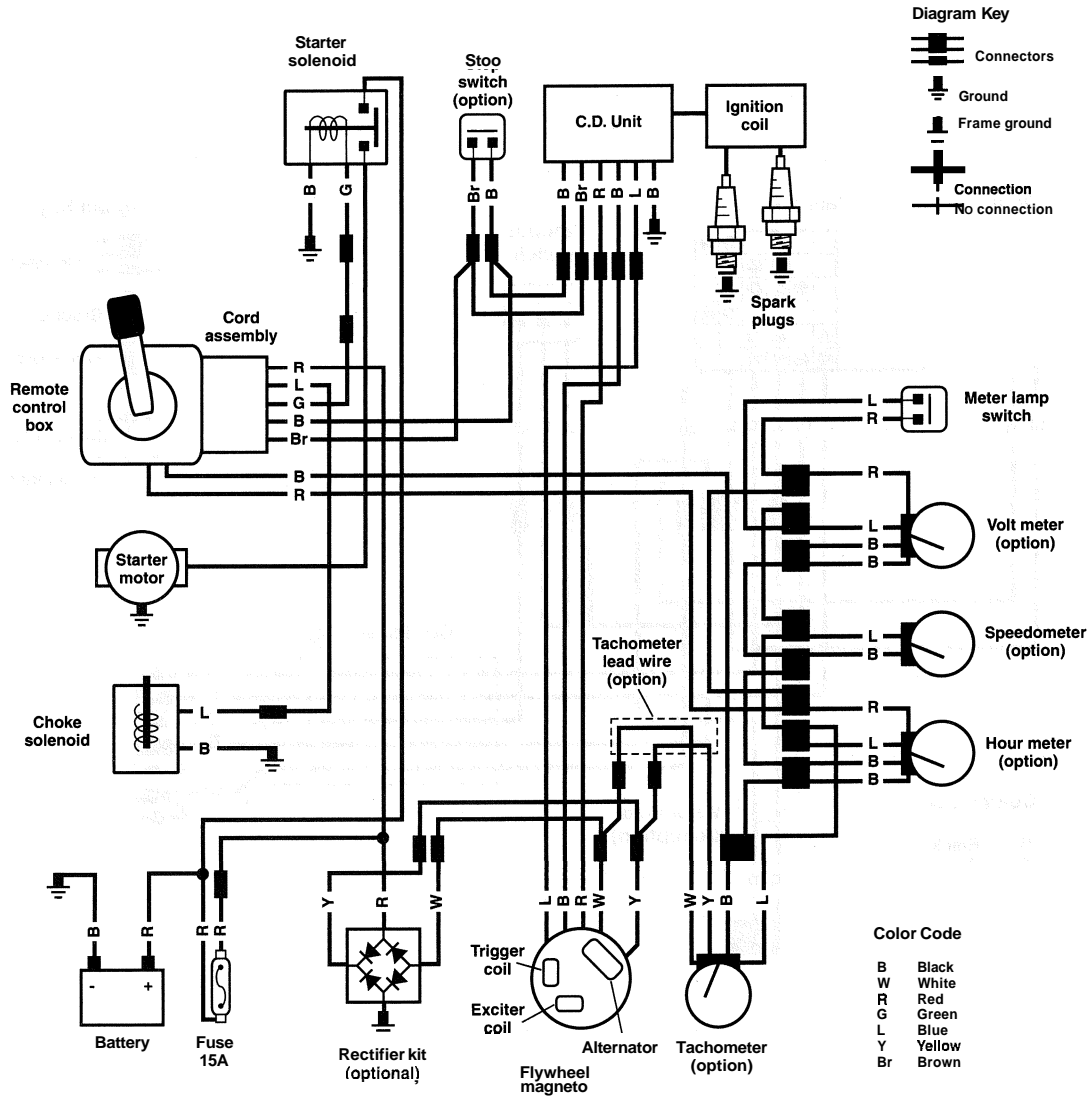 Diagram Key
Connectors
Ground
Frame ground
Connection
No connection
Starter
solenoid
Stop
switch
(option)
C.D. Unit
Ignition
coil
B
G
Br
B
B
Br
R
B
L
B
Spark
plugs
Cord
assembly
Remote
control
box
R
L
G
B
Br
B
R
L
R
Meter lamp
switch
R
L
B
B
Volt meter
(option)
Starter
motor
L
B
Speedometer
(option)
Tachometer
lead wire
(option)
Choke
solenoid
L
B
R
L
B
B
Hour meter
(option)
B
R
R
R
Y
R
W
L
B
R
W
Y
W
Y
B
L
- +
Battery
Fuse
15A
Rectifier kit
(optional)
Trigger
coil
Exciter
coil
Alternator
Flywheel
magneto
Tachometer
(option)
Color Code
B Black
W White
R Red
G Green
L Blue
Y Yellow
Br Brown